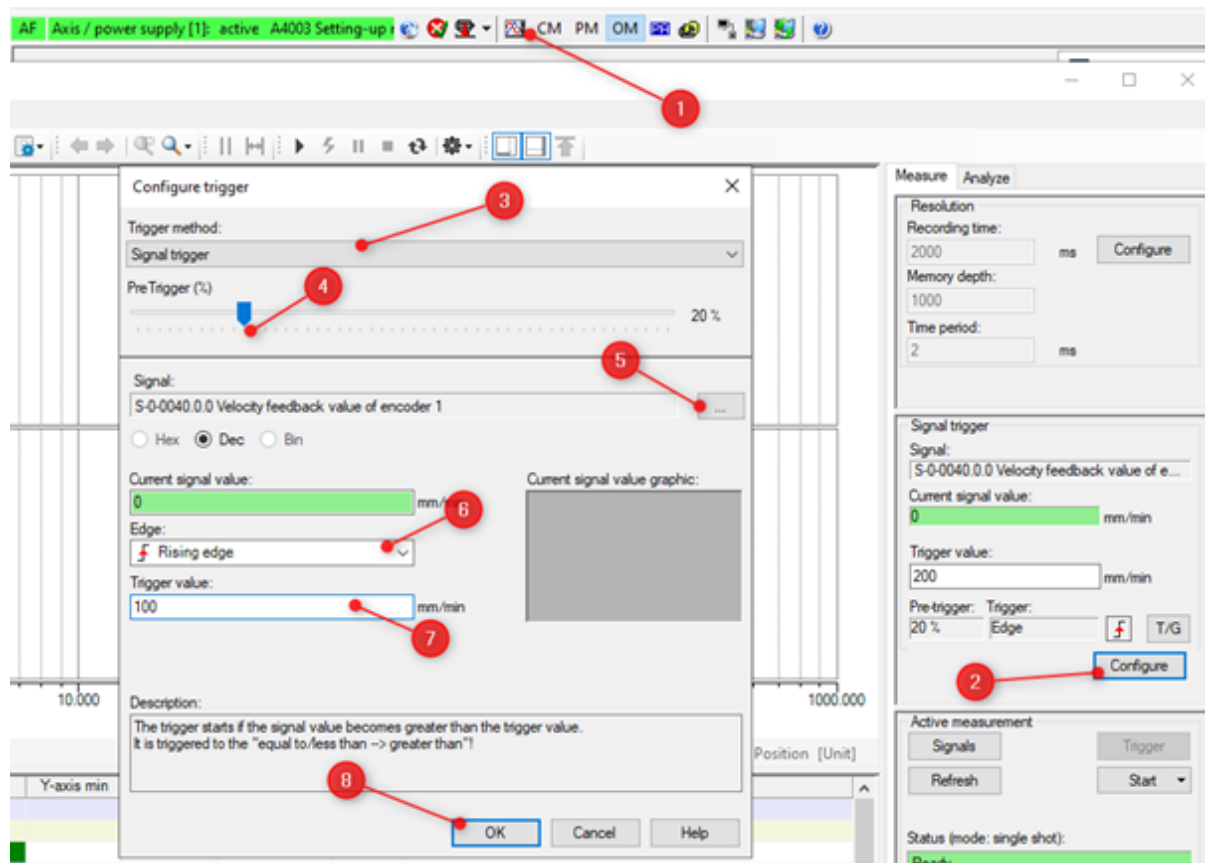 AF Axis / power supply [1]: active A4003 Setting-up
CM PM OM
1
Configure trigger
3
Trigger method:
Signal trigger
4
PreTrigger (%)
20 %
5
Signal:
S-0-0040.0.0 Velocity feedback value of encoder 1
...
Hex Dec Bin
Current signal value:
Current signal value graphic:
0
6
Edge:
Rising edge
Trigger value:
100
mm/min
7
Description:
The trigger starts if the signal value becomes greater than the trigger value.
It is triggered to the "equal to/less than --> greater than"!
8
OK Cancel Help
10.000
1000.000
Position [Unit]
Y-axis min
Measure Analyze
Resolution
Recording time:
2000 ms Configure
Memory depth:
1000
Time period:
2 ms
Signal trigger
Signal:
S-0-0040.0.0 Velocity feedback value of e...
Current signal value:
0 mm/min
Trigger value:
200 mm/min
Pre-trigger: Trigger:
20 % Edge T/G
2
Configure
Active measurement
Signals Trigger
Refresh Start
Status (mode: single shot):
Ready